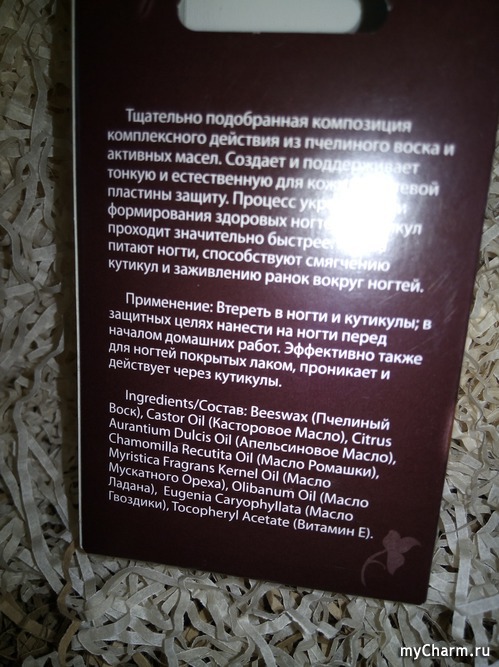 Тщательно подобранная композиция
комплексного действия из пчелиного воска и
активных масел. Создает и поддерживает
тонкую и естественную для кожи
пластины защиту. Процесс
формирования здоровых
проходит значительно быстрее
питают ногти, способствуют смягчению
кутикул и заживлению ранок вокруг ногтей.
Применение: Втереть в ногти и кутикулы; в
защитных целях нанести на ногти перед
началом домашних работ. Эффективно также
для ногтей покрытых лаком, проникает и
действует через кутикулы.
Ingredients/Состав: Beeswax (Пчелиный
Воск), Castor Oil (Касторовое Масло), Citrus
Aurantium Dulcis Oil (Апельсиновое Масло),
Chamomilla Recutita Oil (Масло Ромашки),
Myristica Fragrans Kernel Oil (Масло
Мускатного Ореха), Olibanum Oil (Масло
Ладана), Eugenia Caryophyllata (Масло
Гвоздики), Tocopheryl Acetate (Витамин Е).
myCharm.ru